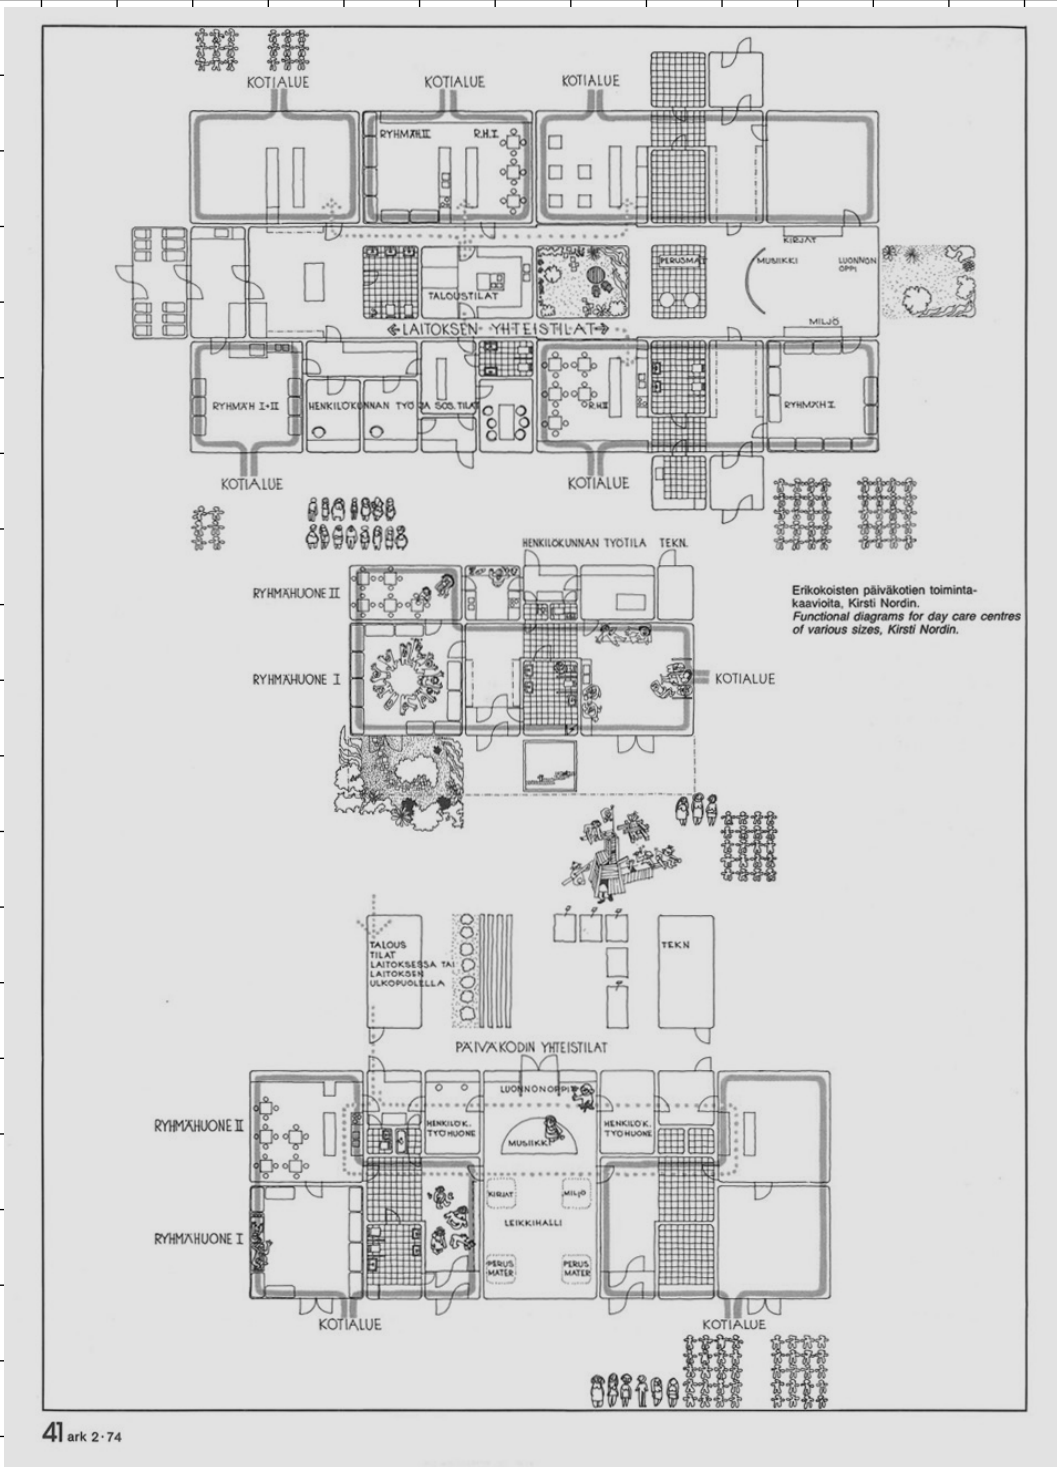 KOTIALUE
KOTIALUE
KOTIALUE
RYHMÄH II
R.H.I.
KIRJAT
PERUSMAT
MUSIIKKI
LUONNON
OPPI
TALOUSTILAT
MILJÖ
LAITOKSEN YHTEISTILAT
RYHMÄH I+II
HENKILÖKUNNAN TYÖ JA SOS. TILAT
R.H.II
RYHMÄH I.
KOTIALUE
KOTIALUE
HENKILÖKUNNAN TYÖTILA
TEKN.
RYHMÄHUONE II
Erikokoisten päiväkotien toiminta-
kaavioita, Kirsti Nordin.
Functional diagrams for day care centres
of various sizes, Kirsti Nordin.
RYHMÄHUONE I
KOTIALUE
TALOUS
TILAT
LAITOKSESSA TAI
LAITOKSEN
ULKOPUOLELLA
TEKN
PÄIVÄKODIN YHTEISTILAT
LUONNONOPPI
RYHMÄHUONE II
HENKILÖK.
TYÖHUONE
MUSIIKKI
HENKILÖK.
TYÖHUONE
KIRJAT
MILJÖ
LEIKKIHALLI
RYHMÄHUONE I
PERUS
MATER
PERUS
MATER
KOTIALUE
KOTIALUE
41 ark 2·74